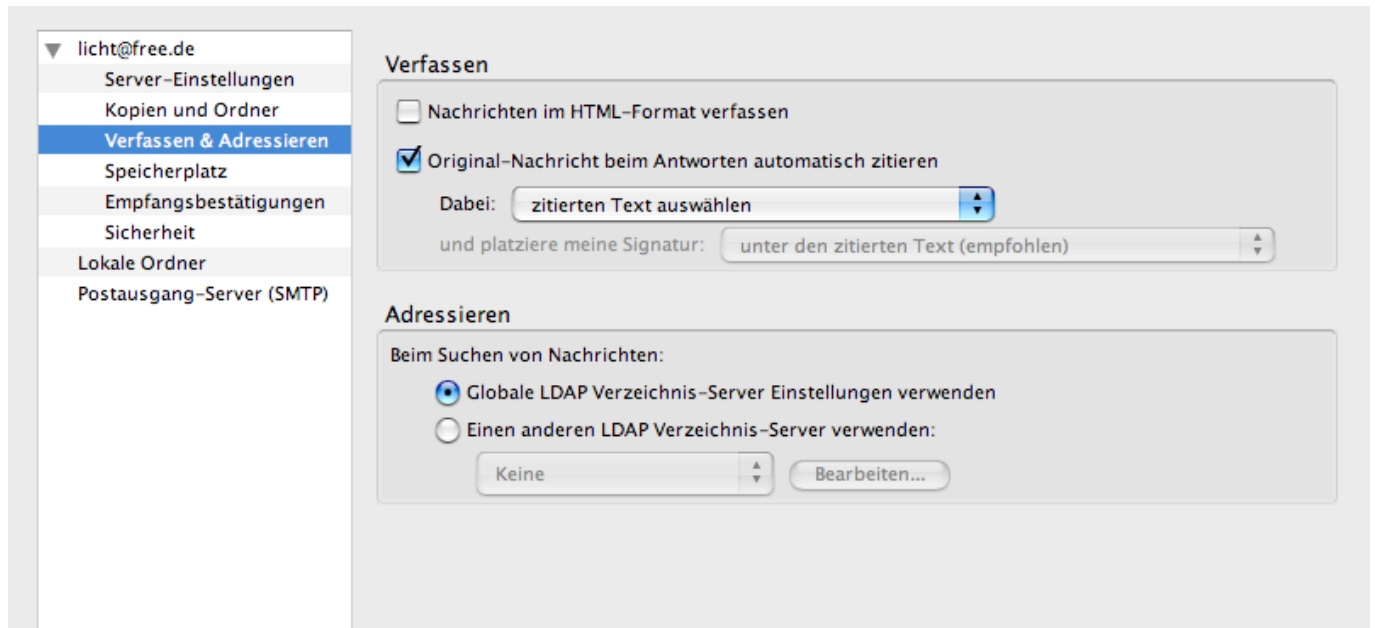 licht@free.de
Server-Einstellungen
Kopien und Ordner
Verfassen & Adressieren
Speicherplatz
Empfangsbestätigungen
Sicherheit
Lokale Ordner
Postausgang-Server (SMTP)
Verfassen
Nachrichten im HTML-Format verfassen
Original-Nachricht beim Antworten automatisch zitieren
Dabei: zitierten Text auswählen
und platziere meine Signatur: unter den zitierten Text (empfohlen)
Adressieren
Beim Suchen von Nachrichten:
Globale LDAP Verzeichnis-Server Einstellungen verwenden
Einen anderen LDAP Verzeichnis-Server verwenden:
Keine Bearbeiten...